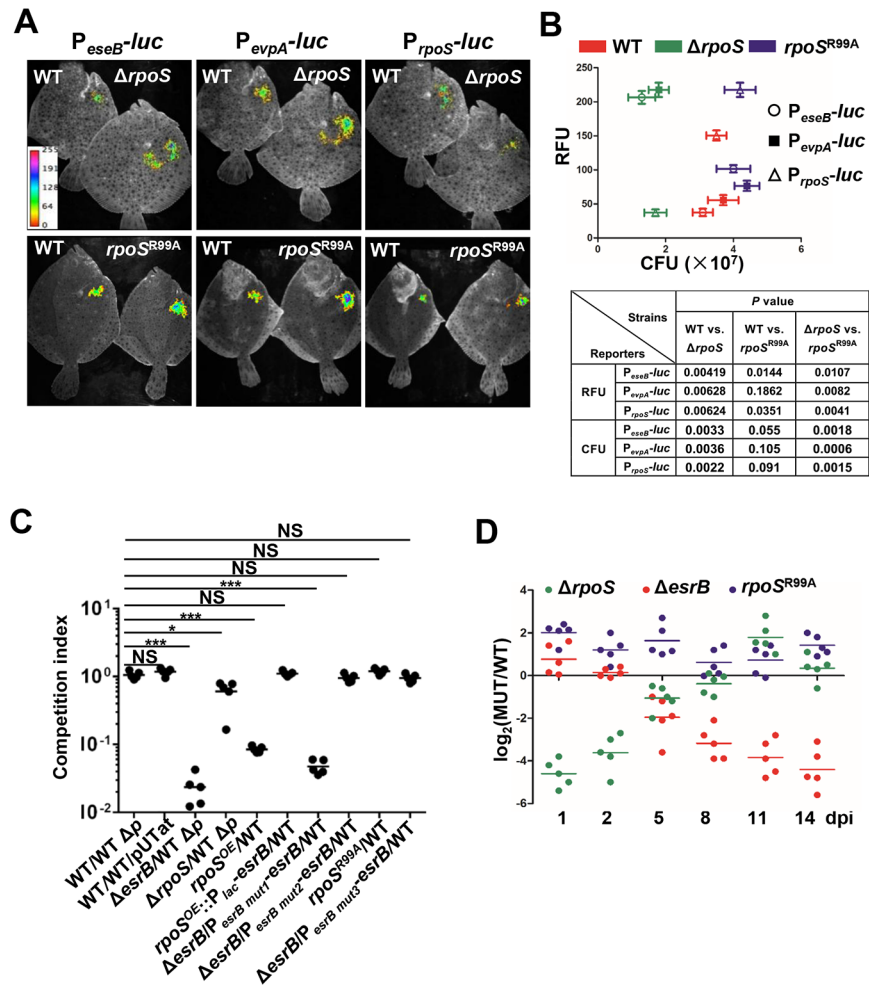 A
P eseB-luc P evpA-luc P rpoS-luc
WT ΔrpoS WT ΔrpoS WT ΔrpoS
255
191
128
64
0
WT rpoS R99A WT rpoS R99A WT rpoS R99A
B
WT ΔrpoS rpoS R99A
250
200
150
100
50
0
RFU
0 2 4 6
CFU (×10 7)
P eseB-luc
P evpA-luc
P rpoS-luc
Strains
Reporters
P value
WT vs. ΔrpoS WT vs. rpoS R99A ΔrpoS vs. rpoS R99A
RFU P eseB-luc 0.00419 0.0144 0.0107
P evpA-luc 0.00628 0.1862 0.0082
P rpoS-luc 0.00624 0.0351 0.0041
CFU P eseB-luc 0.0033 0.055 0.0018
P evpA-luc 0.0036 0.105 0.0006
P rpoS-luc 0.0022 0.091 0.0015
C
NS
NS
NS
***
NS
***
*
***
NS
10 1
10 0
10 -1
10 -2
Competition index
WT/WT Δp
WT/WT/pUTat
ΔesrB/WT Δp
ΔrpoS/WT Δp
rpoS OE/WT
rpoS OE::P lac-esrB/WT
ΔesrB/P esrB mut1-esrB/WT
ΔesrB/P esrB mut2-esrB/WT
rpoS R99A/WT
ΔesrB/P esrB mut3-esrB/WT
D
ΔrpoS ΔesrB rpoS R99A
4
2
0
-2
-4
-6
log 2(MUT/WT)
1 2 5 8 11 14 dpi